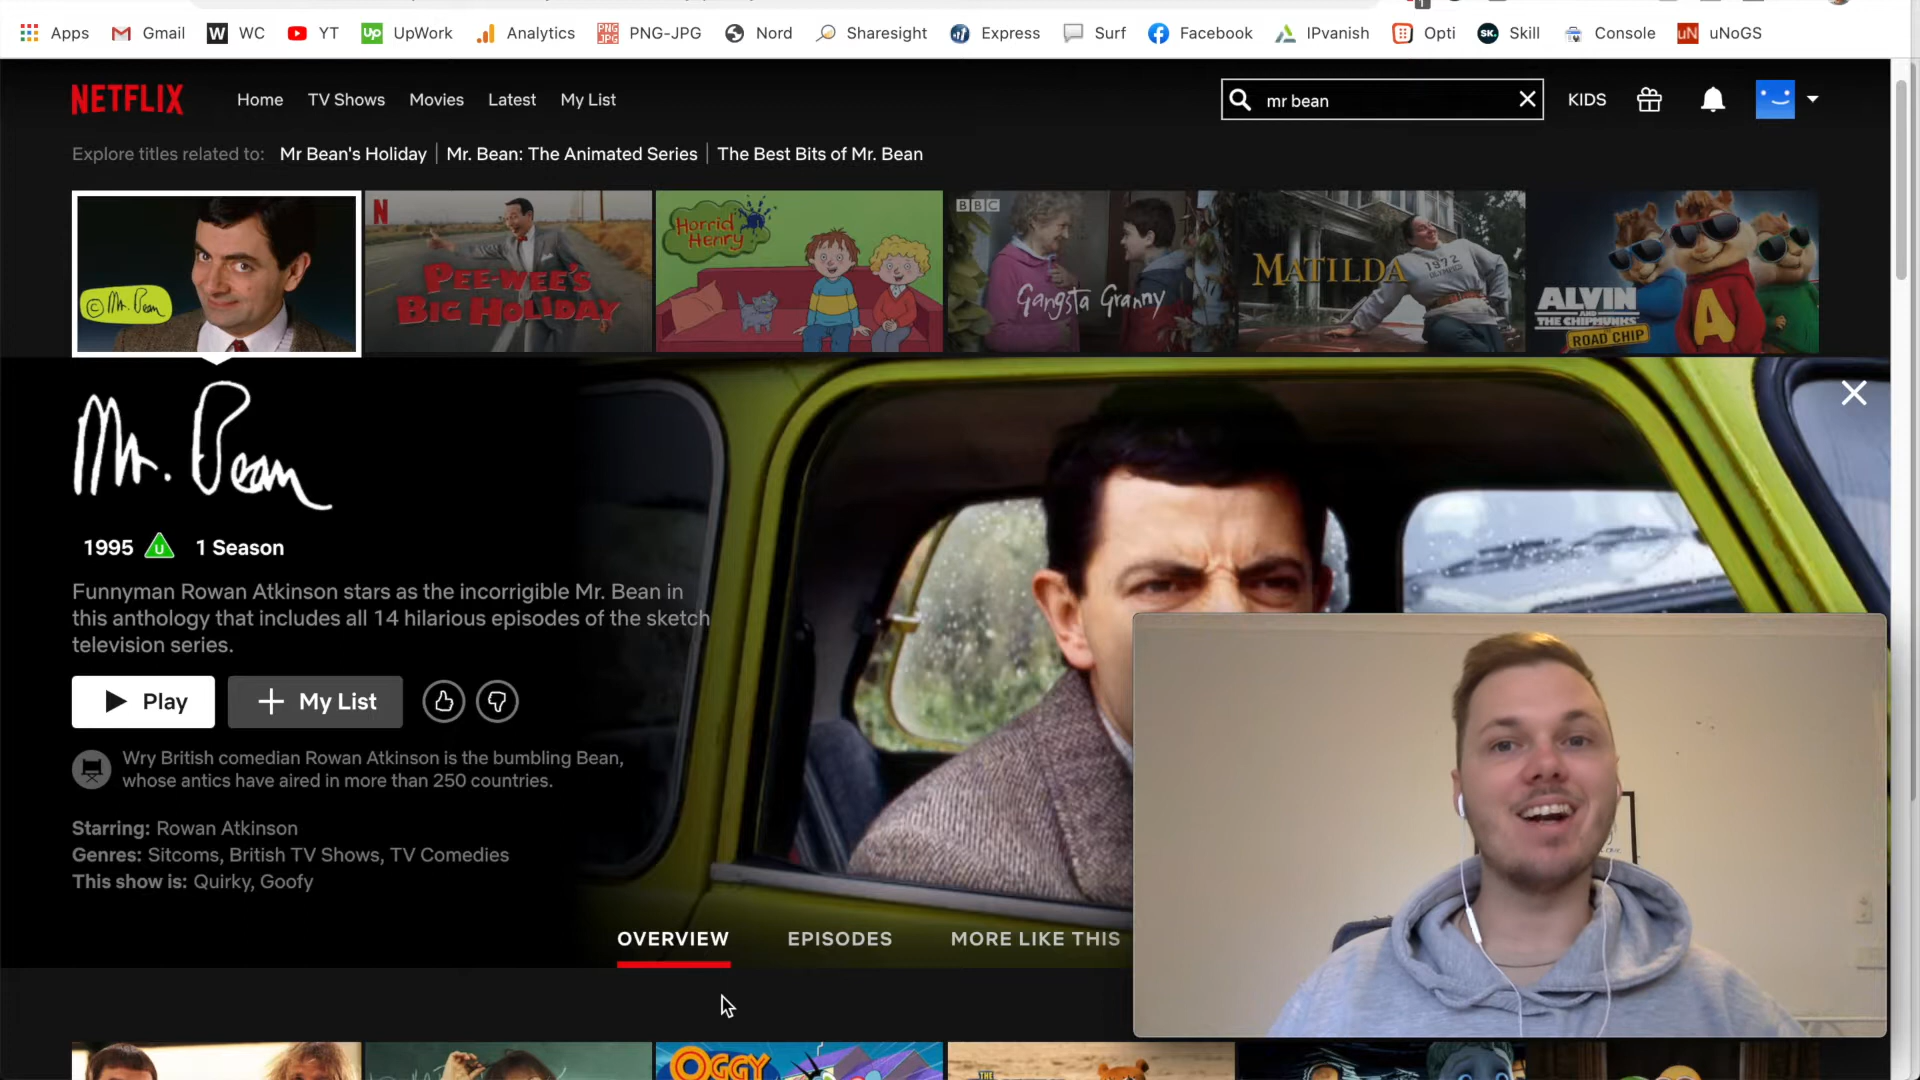 Apps Gmail WC YT UpWork Analytics PNG-JPG Nord Sharesight Express Surf Facebook IPvanish Opti Skill Console uNoGS
NETFLIX Home TV Shows Movies Latest My List mr bean KIDS
Explore titles related to: Mr Bean's Holiday | Mr. Bean: The Animated Series | The Best Bits of Mr. Bean
© Mr. Bean
N
PEE-WEE'S
BIG HOLIDAY
Horrid
Henry
BBC
Gangsta Granny
MATILDA
1972
OLYMPICS
ALVIN
AND
THE CHIPMUNKS
ROAD CHIP
A
Mr. Bean
1995 U 1 Season
Funnyman Rowan Atkinson stars as the incorrigible Mr. Bean in
this anthology that includes all 14 hilarious episodes of the sketch
television series.
Play My List
Wry British comedian Rowan Atkinson is the bumbling Bean,
whose antics have aired in more than 250 countries.
Starring: Rowan Atkinson
Genres: Sitcoms, British TV Shows, TV Comedies
This show is: Quirky, Goofy
OVERVIEW EPISODES MORE LIKE THIS
OGGY
THE